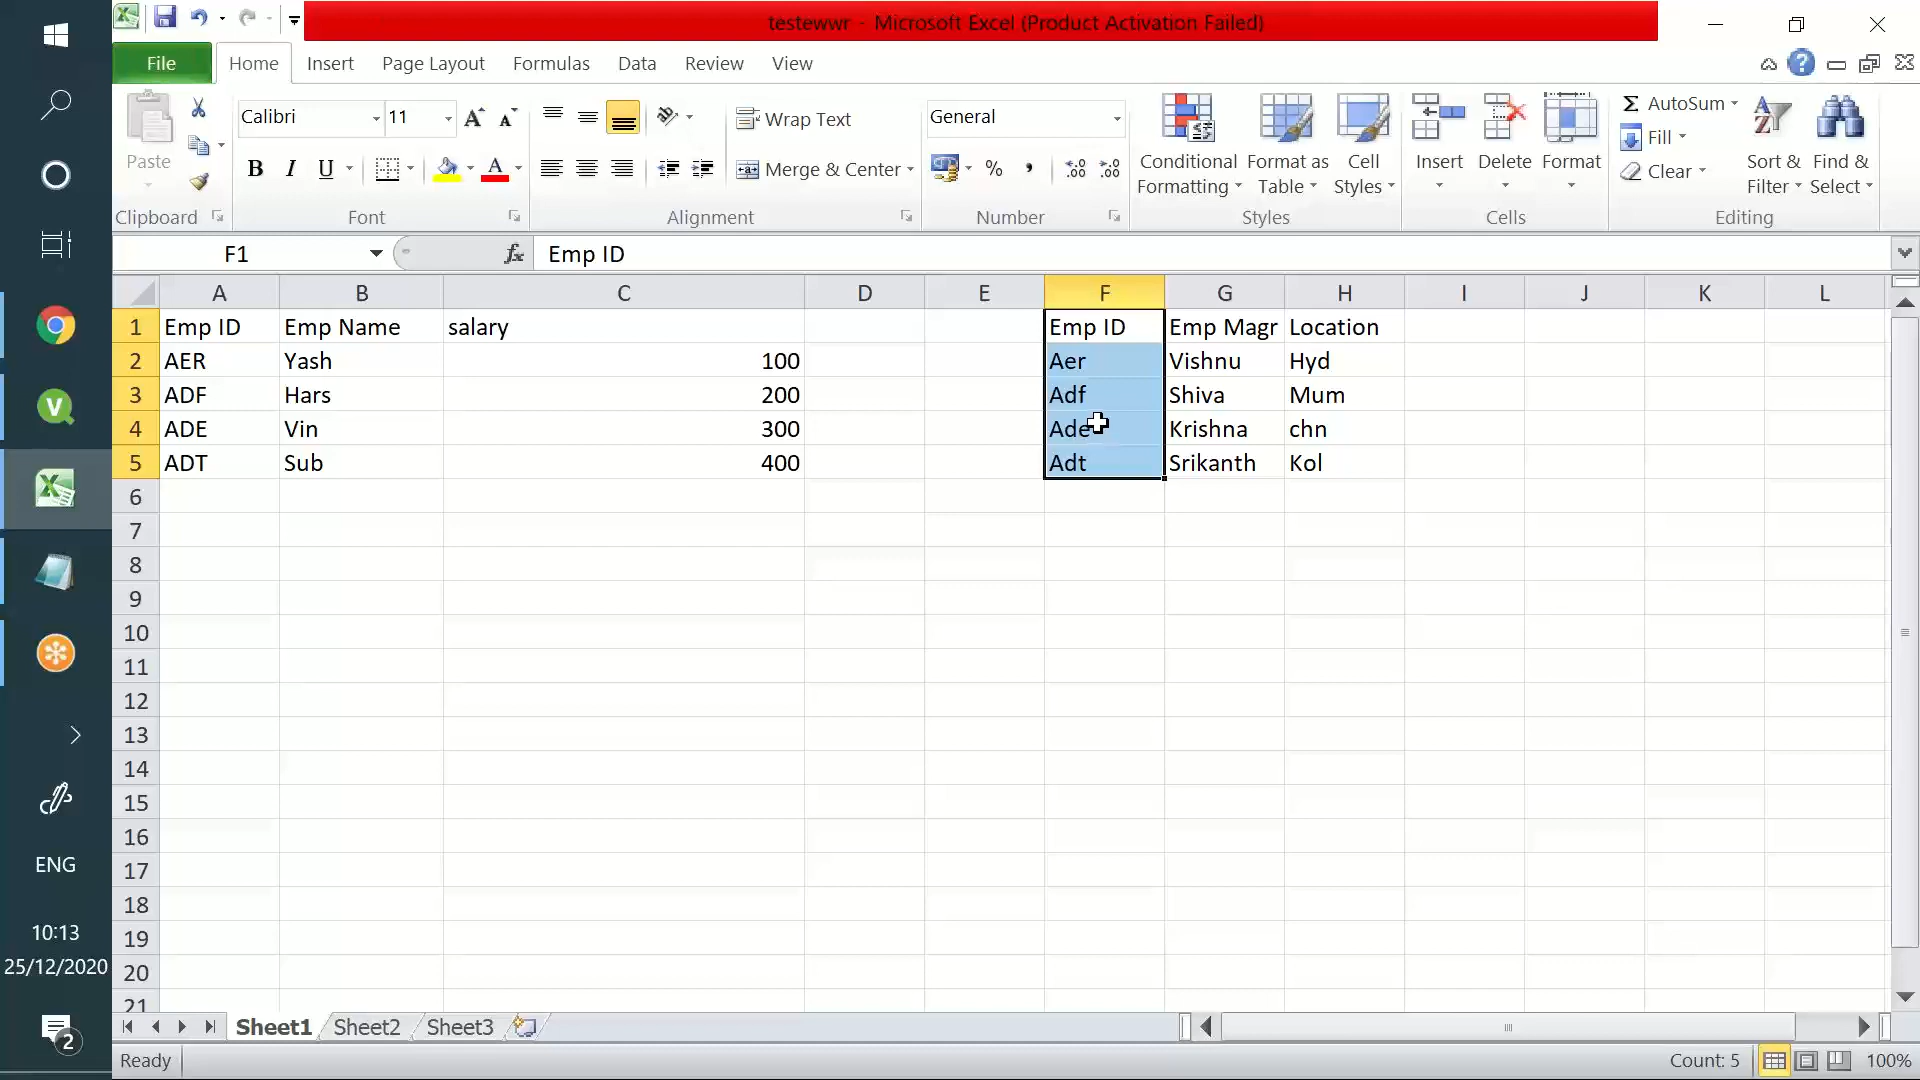 testewwr - Microsoft Excel (Product Activation Failed)
File Home Insert Page Layout Formulas Data Review View
Paste
Calibri 11
B I U A
Wrap Text
Merge & Center
General
% ,
Conditional Formatting
Format as Table
Cell Styles
Insert Delete Format
Σ AutoSum
Fill
Clear
Sort & Filter
Find & Select
Clipboard Font Alignment Number Styles Cells Editing
F1 fx Emp ID
A B C D E F G H I J K L
1 Emp ID Emp Name salary Emp ID Emp Magr Location
2 AER Yash 100 Aer Vishnu Hyd
3 ADF Hars 200 Adf Shiva Mum
4 ADE Vin 300 Ade Krishna chn
5 ADT Sub 400 Adt Srikanth Kol
6
7
8
9
10
11
12
13
14
15
16
17
18
19
20
21
Sheet1 Sheet2 Sheet3
Ready Count: 5 100%
ENG
10:13
25/12/2020
2